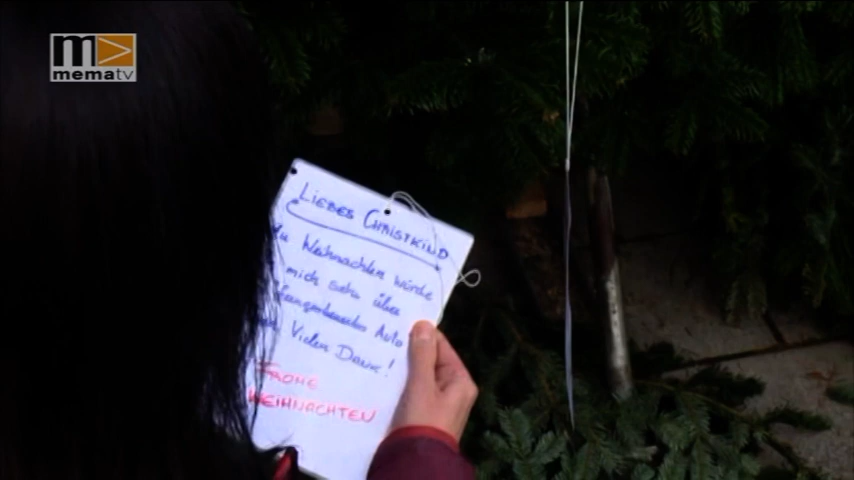 m>
mematv
LIEBES CHRISTKIND
Zu Weihnachten würde
mich sehr über
Auto
Vielen Dank!
FROHE
WEIHNACHTEN